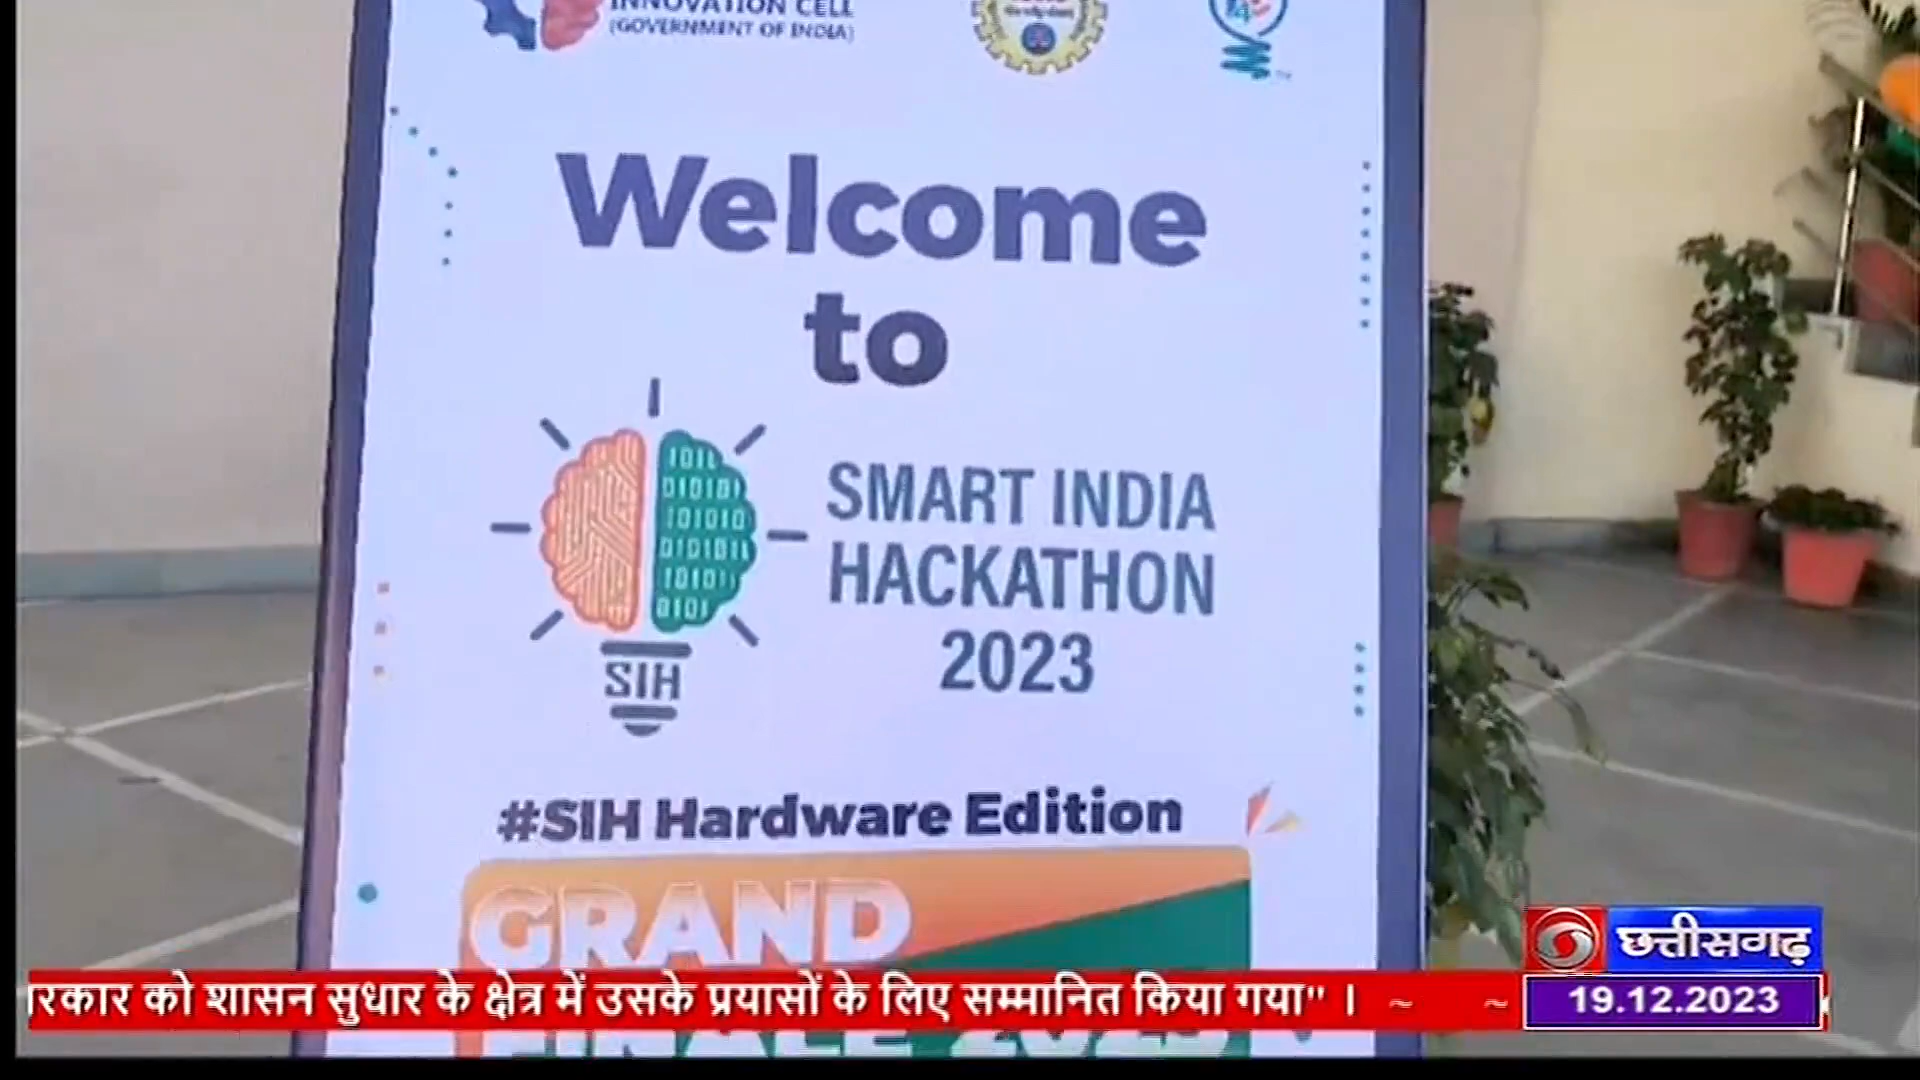 INNOVATION CELL
(GOVERNMENT OF INDIA)
Welcome
to
SMART INDIA
HACKATHON
2023
SIH
#SIH Hardware Edition
GRAND
छत्तीसगढ़
को शासन सुधार के क्षेत्र में उसके प्रयासों के लिए सम्मानित किया गया" । ~ ~
19.12.2023